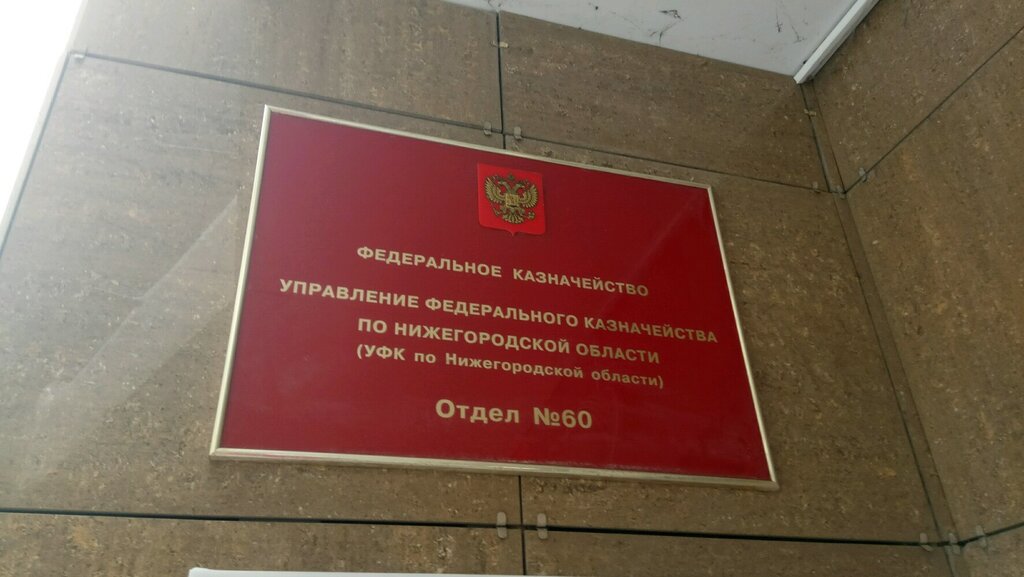 ФЕДЕРАЛЬНОЕ КАЗНАЧЕЙСТВО
УПРАВЛЕНИЕ ФЕДЕРАЛЬНОГО КАЗНАЧЕЙСТВА
ПО НИЖЕГОРОДСКОЙ ОБЛАСТИ
(УФК по Нижегородской области)
Отдел №60